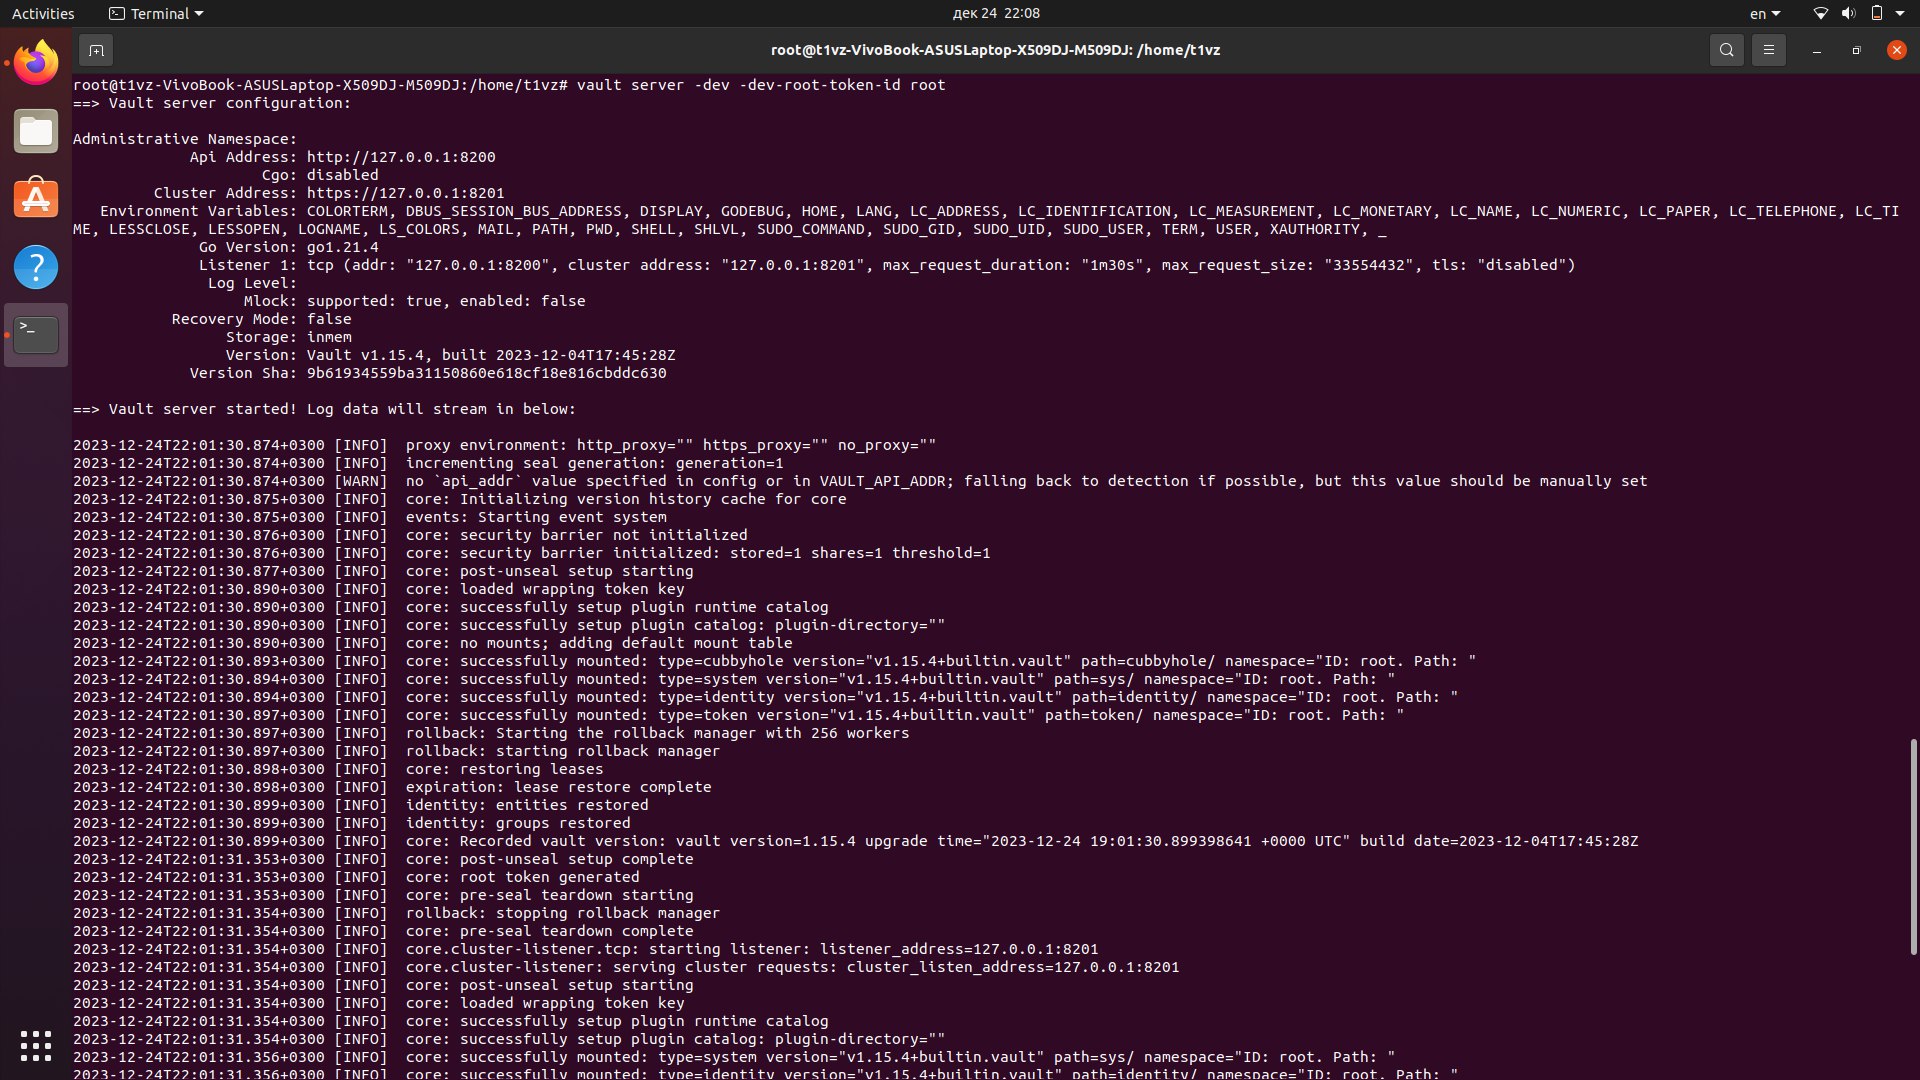 Activities
Terminal
дек 24 22:08
en
root@t1vz-VivoBook-ASUSLaptop-X509DJ-M509DJ: /home/t1vz
root@t1vz-VivoBook-ASUSLaptop-X509DJ-M509DJ:/home/t1vz# vault server -dev -dev-root-token-id root
==> Vault server configuration:
Administrative Namespace:
Api Address: http://127.0.0.1:8200
Cgo: disabled
Cluster Address: https://127.0.0.1:8201
Environment Variables: COLORTERM, DBUS_SESSION_BUS_ADDRESS, DISPLAY, GODEBUG, HOME, LANG, LC_ADDRESS, LC_IDENTIFICATION, LC_MEASUREMENT, LC_MONETARY, LC_NAME, LC_NUMERIC, LC_PAPER, LC_TELEPHONE, LC_TI
ME, LESSCLOSE, LESSOPEN, LOGNAME, LS_COLORS, MAIL, PATH, PWD, SHELL, SHLVL, SUDO_COMMAND, SUDO_GID, SUDO_UID, SUDO_USER, TERM, USER, XAUTHORITY, _
Go Version: go1.21.4
Listener 1: tcp (addr: "127.0.0.1:8200", cluster address: "127.0.0.1:8201", max_request_duration: "1m30s", max_request_size: "33554432", tls: "disabled")
Log Level:
Mlock: supported: true, enabled: false
Recovery Mode: false
Storage: inmem
Version: Vault v1.15.4, built 2023-12-04T17:45:28Z
Version Sha: 9b61934559ba31150860e618cf18e816cbddc630
==> Vault server started! Log data will stream in below:
2023-12-24T22:01:30.874+0300 [INFO]  proxy environment: http_proxy="" https_proxy="" no_proxy=""
2023-12-24T22:01:30.874+0300 [INFO]  incrementing seal generation: generation=1
2023-12-24T22:01:30.874+0300 [WARN]  no `api_addr` value specified in config or in VAULT_API_ADDR; falling back to detection if possible, but this value should be manually set
2023-12-24T22:01:30.875+0300 [INFO]  core: Initializing version history cache for core
2023-12-24T22:01:30.875+0300 [INFO]  events: Starting event system
2023-12-24T22:01:30.876+0300 [INFO]  core: security barrier not initialized
2023-12-24T22:01:30.876+0300 [INFO]  core: security barrier initialized: stored=1 shares=1 threshold=1
2023-12-24T22:01:30.877+0300 [INFO]  core: post-unseal setup starting
2023-12-24T22:01:30.890+0300 [INFO]  core: loaded wrapping token key
2023-12-24T22:01:30.890+0300 [INFO]  core: successfully setup plugin runtime catalog
2023-12-24T22:01:30.890+0300 [INFO]  core: successfully setup plugin catalog: plugin-directory=""
2023-12-24T22:01:30.890+0300 [INFO]  core: no mounts; adding default mount table
2023-12-24T22:01:30.893+0300 [INFO]  core: successfully mounted: type=cubbyhole version="v1.15.4+builtin.vault" path=cubbyhole/ namespace="ID: root. Path: "
2023-12-24T22:01:30.894+0300 [INFO]  core: successfully mounted: type=system version="v1.15.4+builtin.vault" path=sys/ namespace="ID: root. Path: "
2023-12-24T22:01:30.894+0300 [INFO]  core: successfully mounted: type=identity version="v1.15.4+builtin.vault" path=identity/ namespace="ID: root. Path: "
2023-12-24T22:01:30.897+0300 [INFO]  core: successfully mounted: type=token version="v1.15.4+builtin.vault" path=token/ namespace="ID: root. Path: "
2023-12-24T22:01:30.897+0300 [INFO]  rollback: Starting the rollback manager with 256 workers
2023-12-24T22:01:30.897+0300 [INFO]  rollback: starting rollback manager
2023-12-24T22:01:30.898+0300 [INFO]  core: restoring leases
2023-12-24T22:01:30.898+0300 [INFO]  expiration: lease restore complete
2023-12-24T22:01:30.899+0300 [INFO]  identity: entities restored
2023-12-24T22:01:30.899+0300 [INFO]  identity: groups restored
2023-12-24T22:01:30.899+0300 [INFO]  core: Recorded vault version: vault version=1.15.4 upgrade time="2023-12-24 19:01:30.899398641 +0000 UTC" build date=2023-12-04T17:45:28Z
2023-12-24T22:01:31.353+0300 [INFO]  core: post-unseal setup complete
2023-12-24T22:01:31.353+0300 [INFO]  core: root token generated
2023-12-24T22:01:31.353+0300 [INFO]  core: pre-seal teardown starting
2023-12-24T22:01:31.354+0300 [INFO]  rollback: stopping rollback manager
2023-12-24T22:01:31.354+0300 [INFO]  core: pre-seal teardown complete
2023-12-24T22:01:31.354+0300 [INFO]  core.cluster-listener.tcp: starting listener: listener_address=127.0.0.1:8201
2023-12-24T22:01:31.354+0300 [INFO]  core.cluster-listener: serving cluster requests: cluster_listen_address=127.0.0.1:8201
2023-12-24T22:01:31.354+0300 [INFO]  core: post-unseal setup starting
2023-12-24T22:01:31.354+0300 [INFO]  core: loaded wrapping token key
2023-12-24T22:01:31.354+0300 [INFO]  core: successfully setup plugin runtime catalog
2023-12-24T22:01:31.354+0300 [INFO]  core: successfully setup plugin catalog: plugin-directory=""
2023-12-24T22:01:31.356+0300 [INFO]  core: successfully mounted: type=system version="v1.15.4+builtin.vault" path=sys/ namespace="ID: root. Path: "
2023-12-24T22:01:31.356+0300 [INFO]  core: successfully mounted: type=identity version="v1.15.4+builtin.vault" path=identity/ namespace="ID: root. Path: "